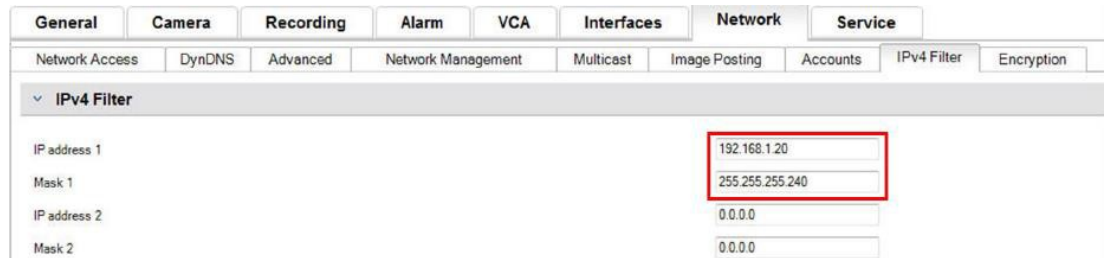 General Camera Recording Alarm VCA Interfaces Network Service
Network Access DynDNS Advanced Network Management Multicast Image Posting Accounts IPv4 Filter Encryption
IPv4 Filter
IP address 1 192.168.1.20
Mask 1 255.255.255.240
IP address 2 0.0.0.0
Mask 2 0.0.0.0